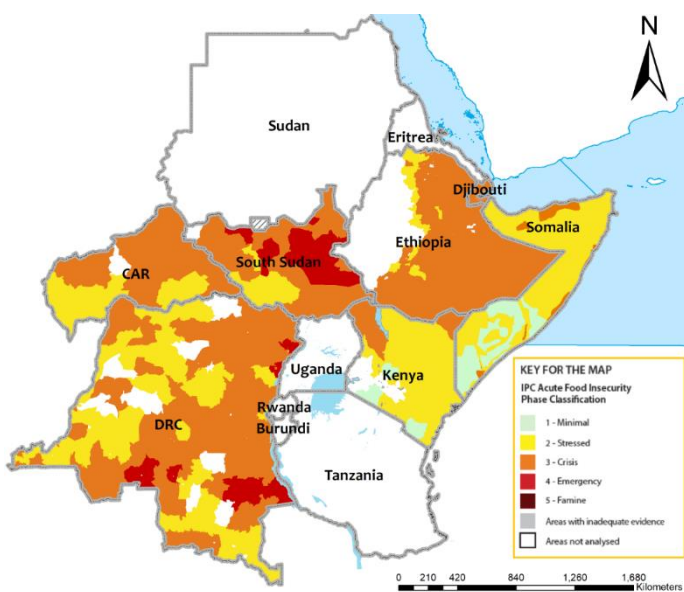 N
Sudan
Eritrea
Djibouti
Somalia
Ethiopia
South Sudan
CAR
Uganda
Kenya
Rwanda
DRC
Burundi
Tanzania
KEY FOR THE MAP
IPC Acute Food Insecurity
Phase Classification
1 - Minimal
2 - Stressed
3 - Crisis
4 - Emergency
5 - Famine
Areas with inadequate evidence
Areas not analysed
0 210 420 840 1,260 1,680
Kilometers